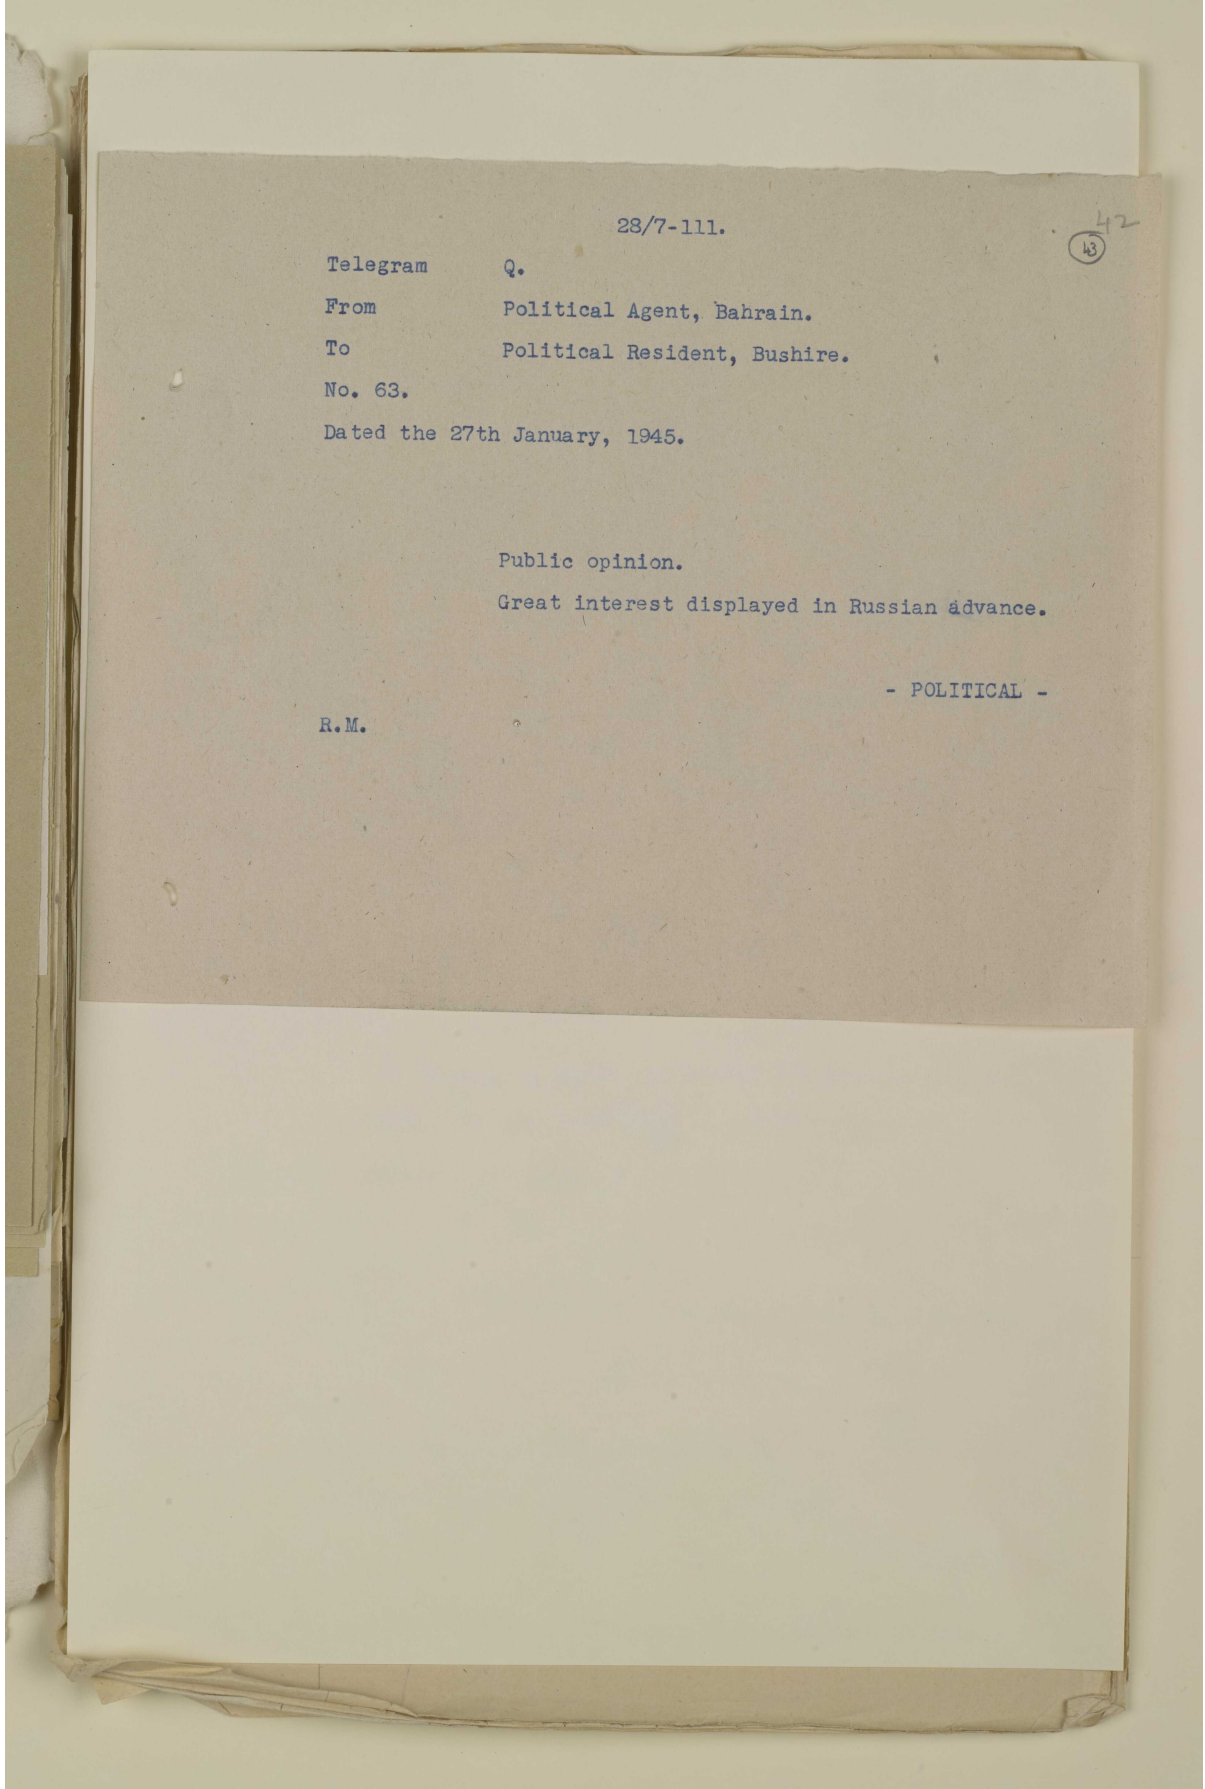 28/7-111.
42
43
Telegram Q.
From Political Agent, Bahrain.
To Political Resident, Bushire.
No. 63.
Dated the 27th January, 1945.
Public opinion.
Great interest displayed in Russian advance.
- POLITICAL -
R.M.